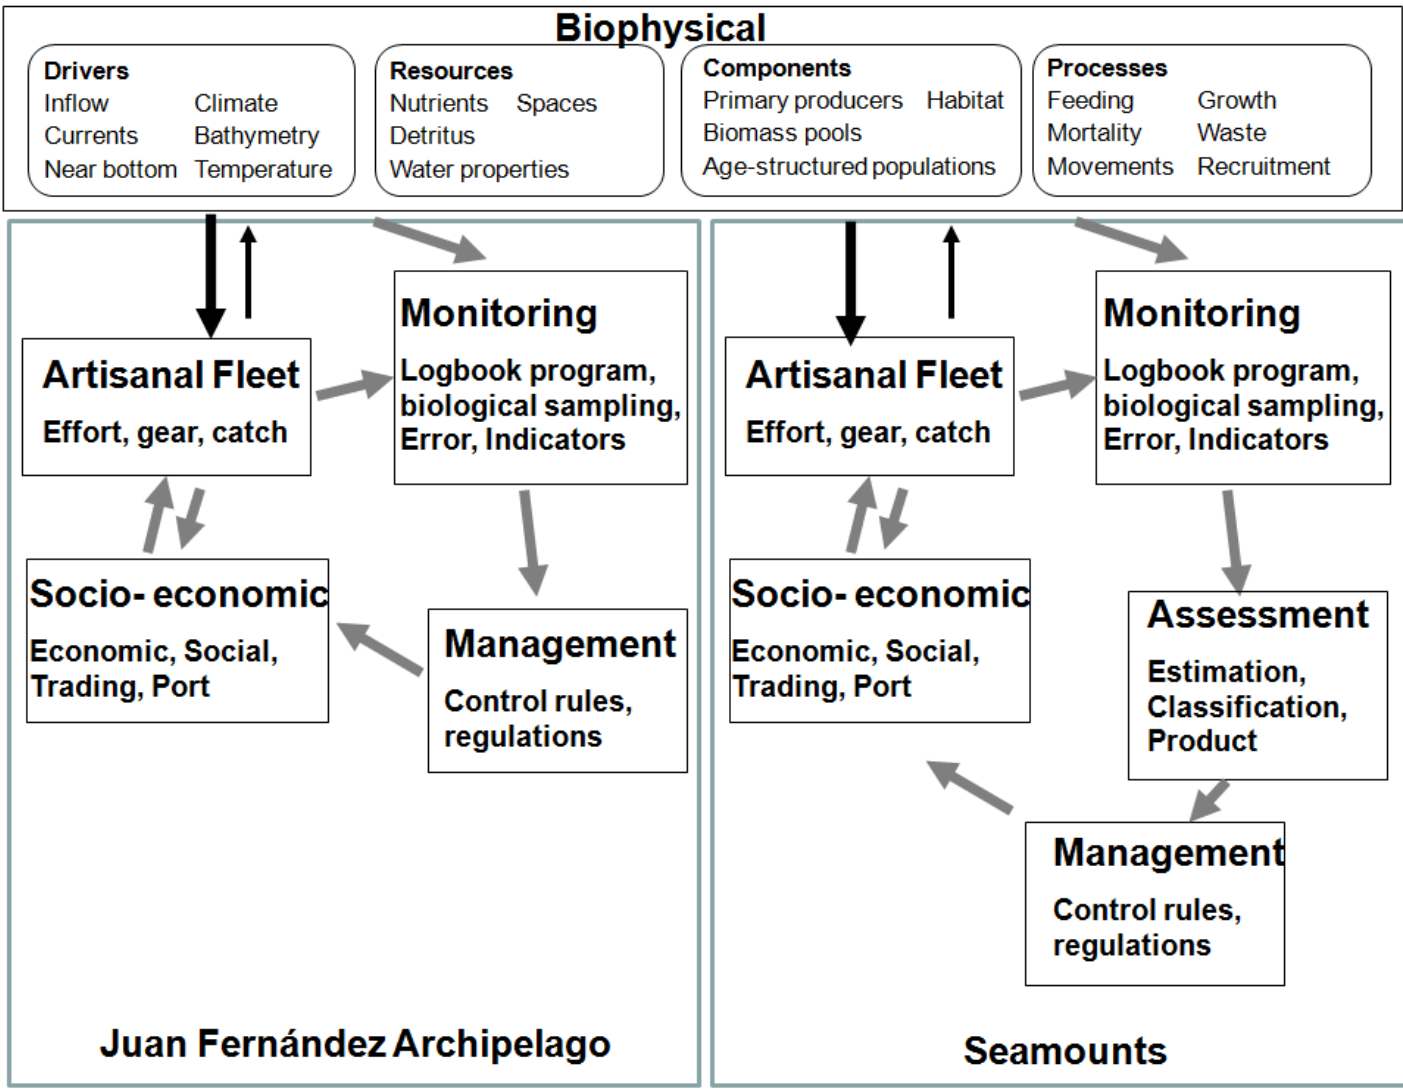 Biophysical
Drivers
Inflow Climate
Currents Bathymetry
Near bottom Temperature
Resources
Nutrients Spaces
Detritus
Water properties
Components
Primary producers Habitat
Biomass pools
Age-structured populations
Processes
Feeding Growth
Mortality Waste
Movements Recruitment
Artisanal Fleet
Effort, gear, catch
Monitoring
Logbook program,
biological sampling,
Error, Indicators
Socio- economic
Economic, Social,
Trading, Port
Management
Control rules,
regulations
Juan Fernández Archipelago
Artisanal Fleet
Effort, gear, catch
Monitoring
Logbook program,
biological sampling,
Error, Indicators
Socio- economic
Economic, Social,
Trading, Port
Assessment
Estimation,
Classification,
Product
Management
Control rules,
regulations
Seamounts